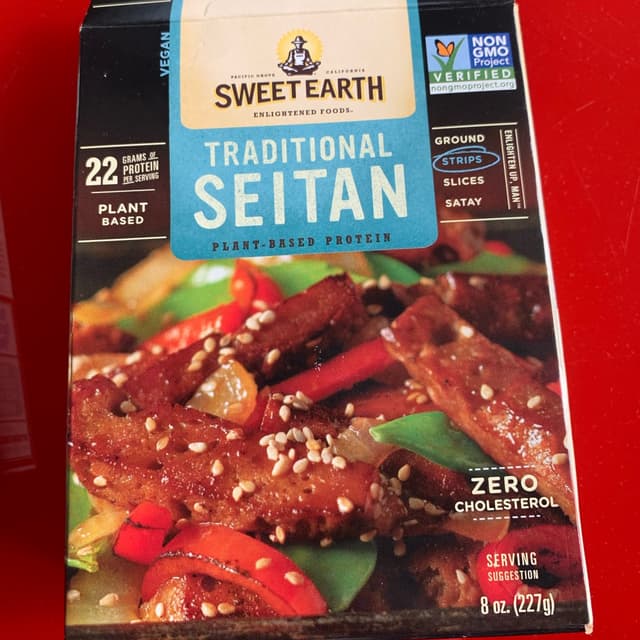 VEGAN
PACIFIC GROVE CALIFORNIA
SWEET EARTH
ENLIGHTENED FOODS
TRADITIONAL
SEITAN
PLANT-BASED PROTEIN
22 GRAMS OF
PROTEIN
PER SERVING
PLANT
BASED
NON
GMO
Project
VERIFIED
nongmoproject.org
GROUND
STRIPS
SLICES
SATAY
ENLIGHTEN UP, MAN™
ZERO
CHOLESTEROL
SERVING
SUGGESTION
8 oz. (227g)